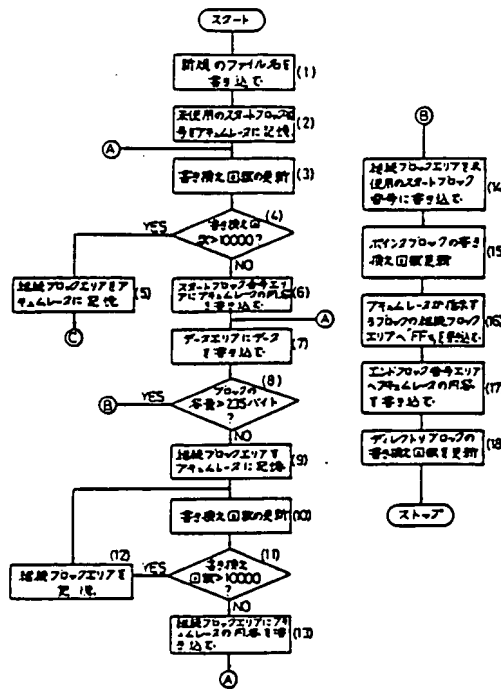 スタート
新規のファイル名を
書き込む
(1)
未使用のスタートブロック番
号をアキュムレータに記憶
(2)
A
書き換え回数の更新
(3)
(4)
書き換え回
数>10000?
YES
NO
継続ブロックエリアをア
キュムレータに記憶
(5)
C
スタートブロック番号エリ
アにアキュムレータの内容
を書き込む
(6)
A
データエリアにデータ
を書き込む
(7)
(8)
ブロックの
容量>235バイト
?
B
YES
NO
継続ブロックエリアを
アキュムレータに記憶
(9)
書き換え回数の更新
(10)
(11)
書き換え
回数>10000
?
YES
NO
(12)
継続ブロックエリアを
記憶
継続ブロックエリアにアキ
ュムレータの内容を書き
込む
(13)
A
B
継続ブロックエリアを未
使用のスタートブロック
番号に書き込む
(14)
ポインタブロックの書き
換え回数更新
(15)
アキュムレータが指示す
るブロックの継続ブロック
エリアへ"FF"を書き込む
(16)
エンドブロック番号エリア
へアキュムレータの内容
を書き込む
(17)
ディレクトリブロックの
書き換え回数を更新
(18)
ストップ